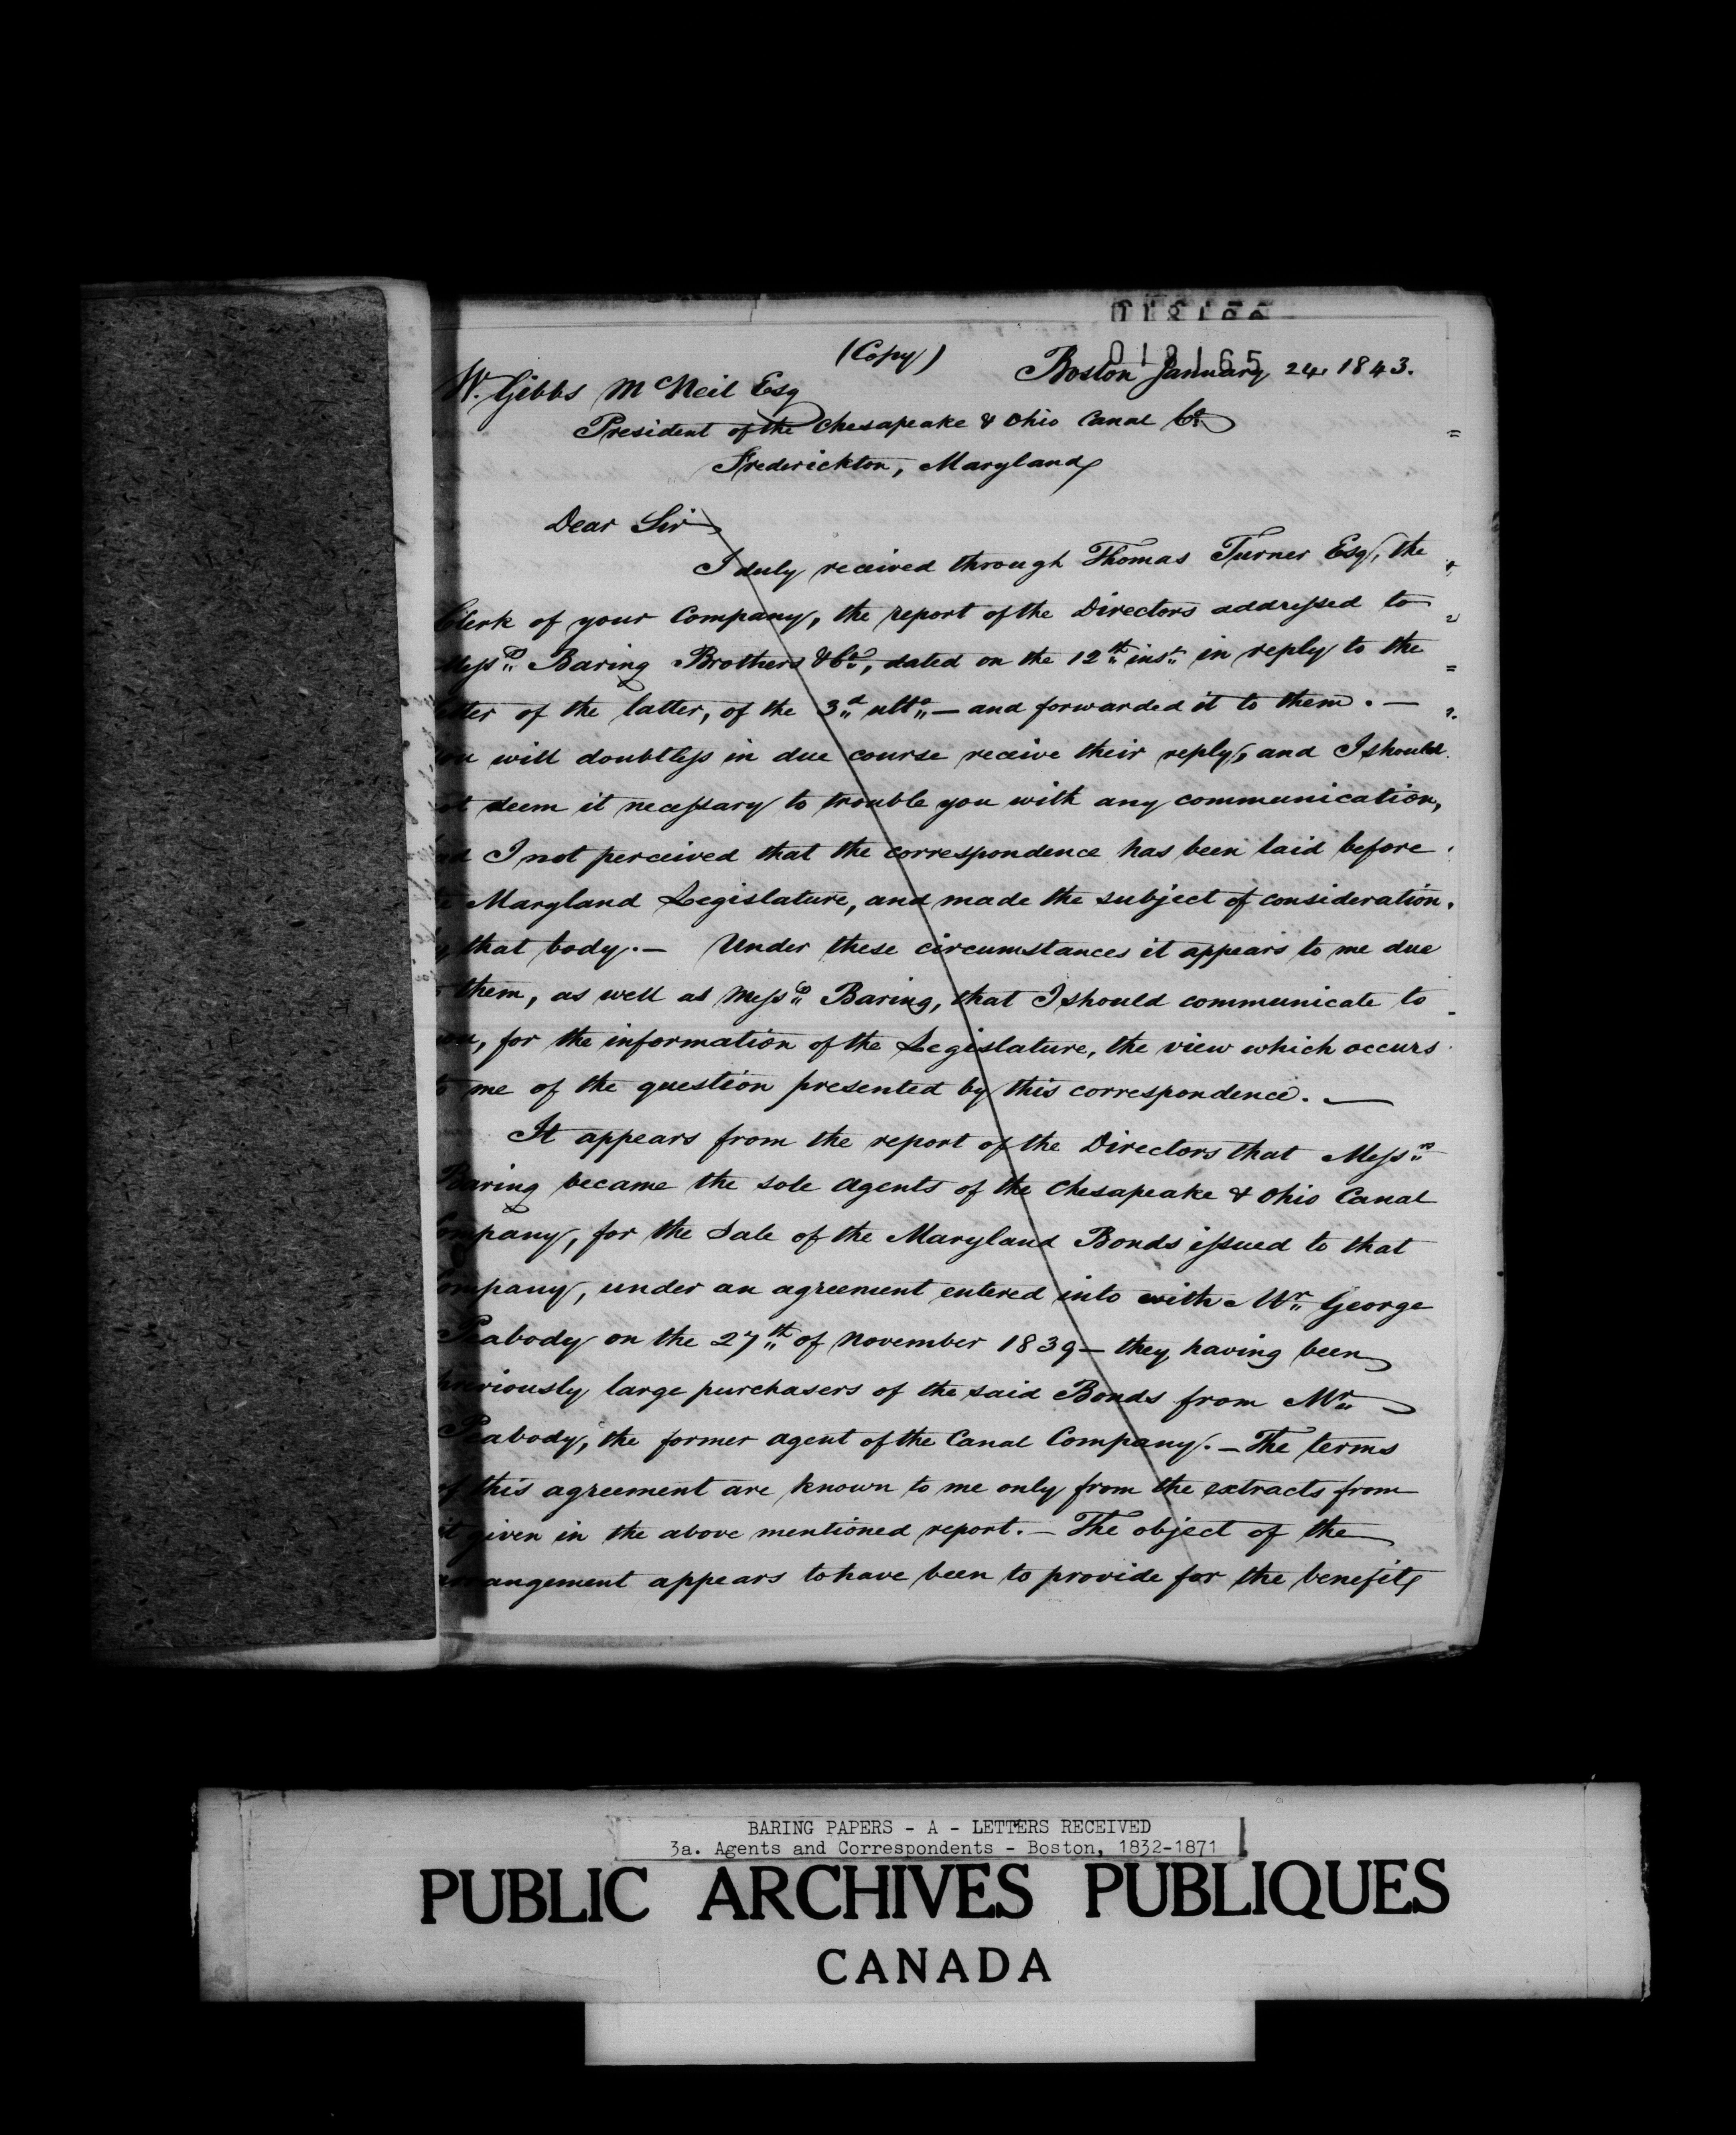 (Copy)
018165
Boston January 24. 1843.
W. Gibbs McNeil Esq
President of the Chesapeake & Ohio Canal Co.
Frederickton, Maryland,
Dear Sir,
I duly received through Thomas Turner Esq, the
Clerk of your Company, the report of the Directors addressed to
Messrs Baring Brothers & Co., dated on the 12th inst. in reply to the
etter of the latter, of the 3d ulto — and forwarded it to them. —
ou will doubtless in due course receive their reply, and I should
ot deem it necessary to trouble you with any communication,
ad I not perceived that the correspondence has been laid before
e Maryland Legislature, and made the subject of consideration,
y that body. — Under these circumstances it appears to me due
them, as well as Messrs Baring, that I should communicate to
ou, for the information of the Legislature, the view which occurs
to me of the question presented by this correspondence. —
It appears from the report of the Directors that Messrs
Baring became the sole agents of the Chesapeake & Ohio Canal
ompany, for the Sale of the Maryland Bonds issued to that
ompany, under an agreement entered into with Mr George
Peabody on the 27th of November 1839 — they having been
previously large purchasers of the said Bonds from Mr
Peabody, the former agent of the Canal Company. — The terms
of this agreement are known to me only from the extracts from
it given in the above mentioned report. — The object of the
arrangement appears to have been to provide for the benefit
BARING PAPERS - A - LETTERS RECEIVED
3a. Agents and Correspondents - Boston, 1832-1871
PUBLIC ARCHIVES PUBLIQUES
CANADA